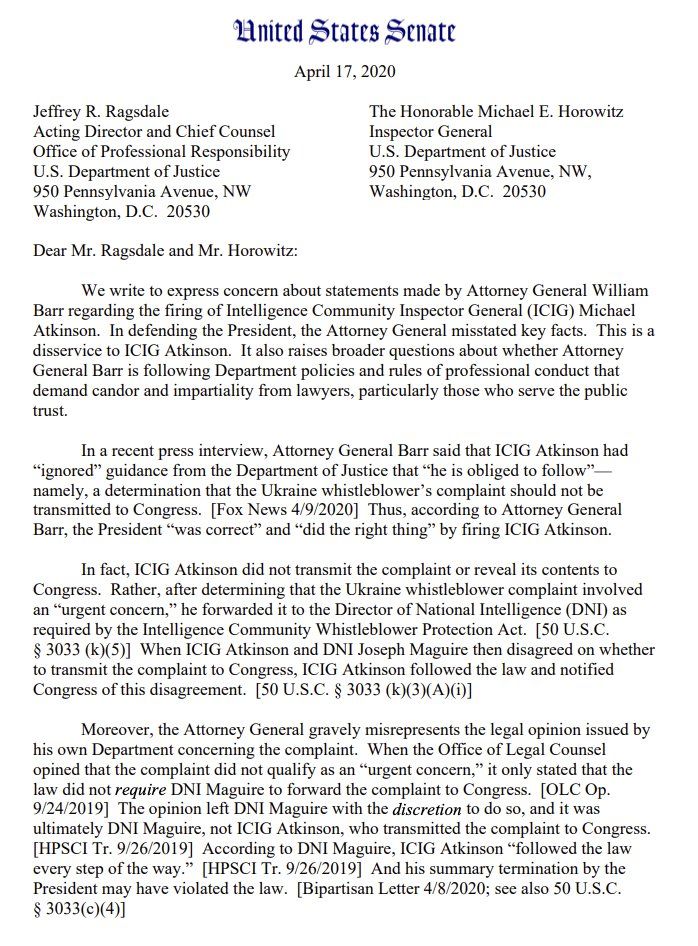 United States Senate
April 17, 2020
Jeffrey R. Ragsdale
Acting Director and Chief Counsel
Office of Professional Responsibility
U.S. Department of Justice
950 Pennsylvania Avenue, NW
Washington, D.C. 20530
The Honorable Michael E. Horowitz
Inspector General
U.S. Department of Justice
950 Pennsylvania Avenue, NW,
Washington, D.C. 20530
Dear Mr. Ragsdale and Mr. Horowitz:
We write to express concern about statements made by Attorney General William
Barr regarding the firing of Intelligence Community Inspector General (ICIG) Michael
Atkinson. In defending the President, the Attorney General misstated key facts. This is a
disservice to ICIG Atkinson. It also raises broader questions about whether Attorney
General Barr is following Department policies and rules of professional conduct that
demand candor and impartiality from lawyers, particularly those who serve the public
trust.
In a recent press interview, Attorney General Barr said that ICIG Atkinson had
“ignored” guidance from the Department of Justice that “he is obliged to follow”—
namely, a determination that the Ukraine whistleblower’s complaint should not be
transmitted to Congress. [Fox News 4/9/2020] Thus, according to Attorney General
Barr, the President “was correct” and “did the right thing” by firing ICIG Atkinson.
In fact, ICIG Atkinson did not transmit the complaint or reveal its contents to
Congress. Rather, after determining that the Ukraine whistleblower complaint involved
an “urgent concern,” he forwarded it to the Director of National Intelligence (DNI) as
required by the Intelligence Community Whistleblower Protection Act. [50 U.S.C.
§ 3033 (k)(5)] When ICIG Atkinson and DNI Joseph Maguire then disagreed on whether
to transmit the complaint to Congress, ICIG Atkinson followed the law and notified
Congress of this disagreement. [50 U.S.C. § 3033 (k)(3)(A)(i)]
Moreover, the Attorney General gravely misrepresents the legal opinion issued by
his own Department concerning the complaint. When the Office of Legal Counsel
opined that the complaint did not qualify as an “urgent concern,” it only stated that the
law did not require DNI Maguire to forward the complaint to Congress. [OLC Op.
9/24/2019] The opinion left DNI Maguire with the discretion to do so, and it was
ultimately DNI Maguire, not ICIG Atkinson, who transmitted the complaint to Congress.
[HPSCI Tr. 9/26/2019] According to DNI Maguire, ICIG Atkinson “followed the law
every step of the way.” [HPSCI Tr. 9/26/2019] And his summary termination by the
President may have violated the law. [Bipartisan Letter 4/8/2020; see also 50 U.S.C.
§ 3033(c)(4)]